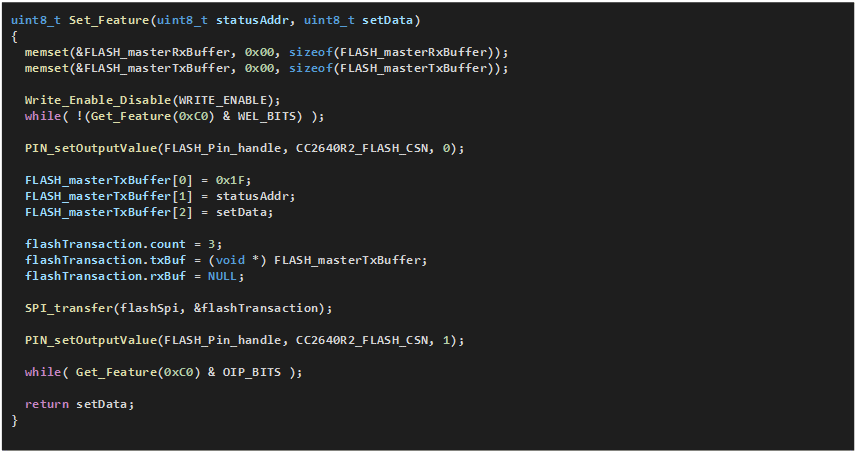 uint8_t Set_Feature(uint8_t statusAddr, uint8_t setData)
{
  memset(&FLASH_masterRxBuffer, 0x00, sizeof(FLASH_masterRxBuffer));
  memset(&FLASH_masterTxBuffer, 0x00, sizeof(FLASH_masterTxBuffer));

  Write_Enable_Disable(WRITE_ENABLE);
  while( !(Get_Feature(0xC0) & WEL_BITS) );

  PIN_setOutputValue(FLASH_Pin_handle, CC2640R2_FLASH_CSN, 0);

  FLASH_masterTxBuffer[0] = 0x1F;
  FLASH_masterTxBuffer[1] = statusAddr;
  FLASH_masterTxBuffer[2] = setData;

  flashTransaction.count = 3;
  flashTransaction.txBuf = (void *) FLASH_masterTxBuffer;
  flashTransaction.rxBuf = NULL;

  SPI_transfer(flashSpi, &flashTransaction);

  PIN_setOutputValue(FLASH_Pin_handle, CC2640R2_FLASH_CSN, 1);

  while( Get_Feature(0xC0) & OIP_BITS );

  return setData;
}